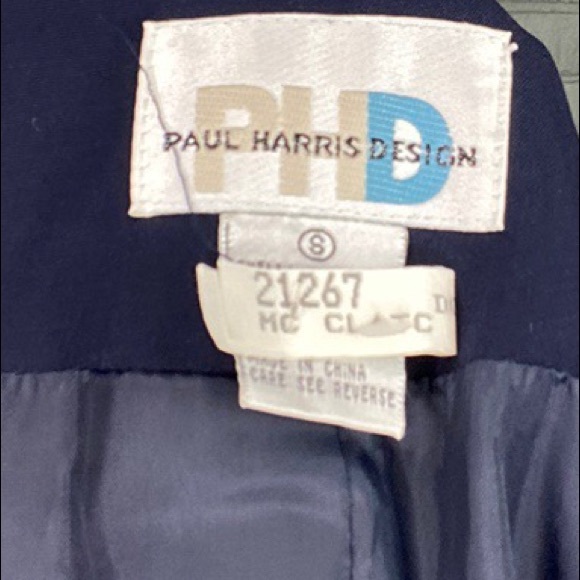 PHD
PAUL HARRIS DESIGN
S
21267
MC
MADE IN CHINA
CARE SEE REVERSE